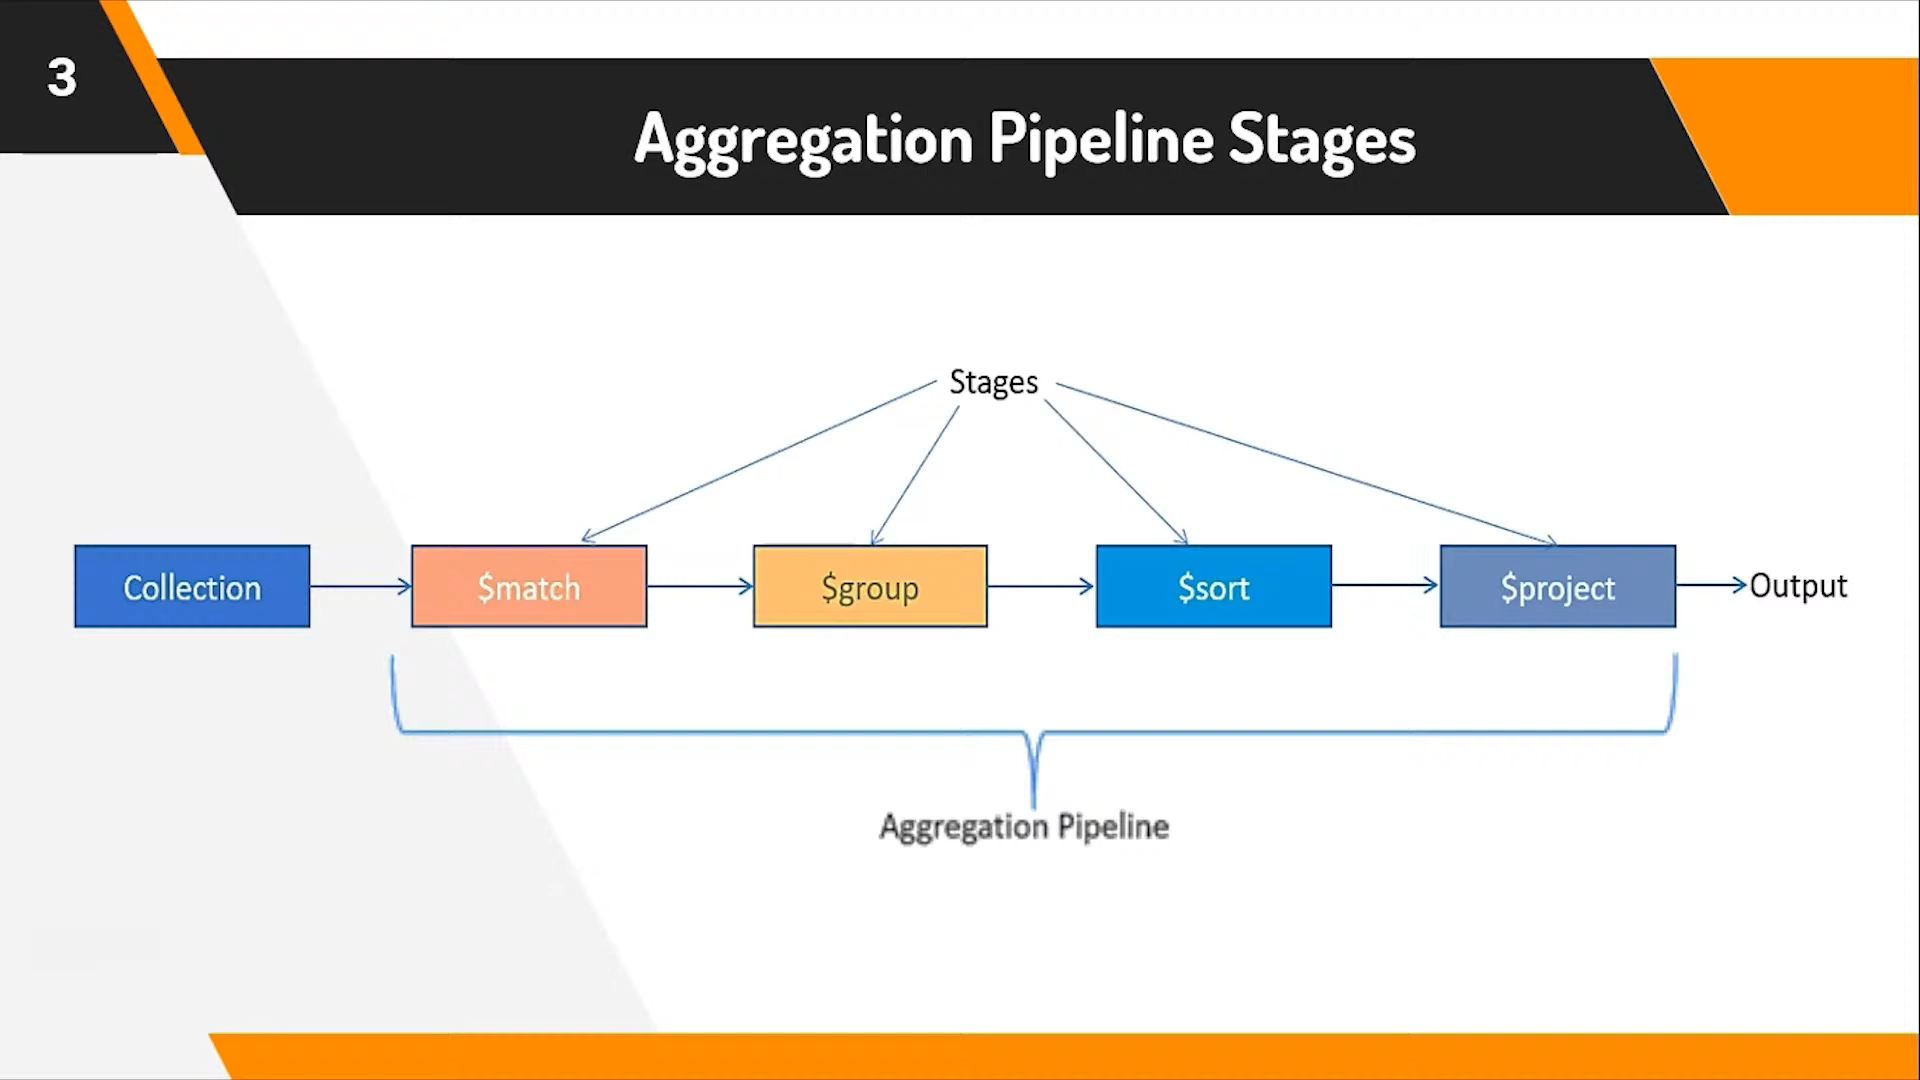 3
Aggregation Pipeline Stages
Stages
Collection
$match
$group
$sort
$project
Output
Aggregation Pipeline